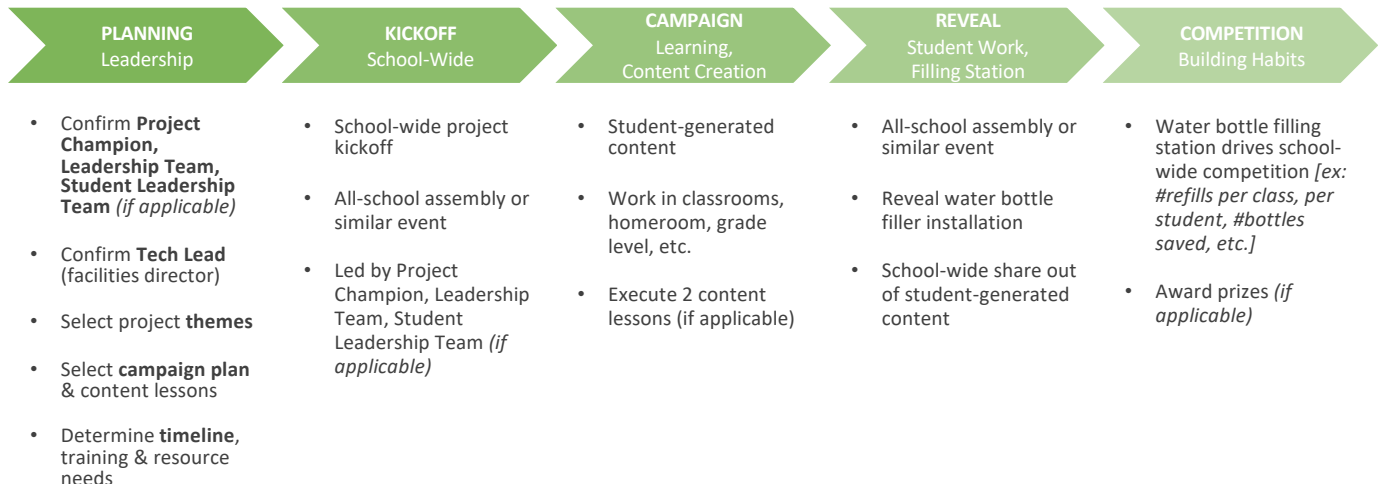 PLANNING
Leadership
KICKOFF
School-Wide
CAMPAIGN
Learning,
Content Creation
REVEAL
Student Work,
Filling Station
COMPETITION
Building Habits
• Confirm Project
Champion,
Leadership Team,
Student Leadership
Team (if applicable)
• Confirm Tech Lead
(facilities director)
• Select project themes
• Select campaign plan
& content lessons
• Determine timeline,
training & resource
needs
• School-wide project
kickoff
• All-school assembly or
similar event
• Led by Project
Champion, Leadership
Team, Student
Leadership Team (if
applicable)
• Student-generated
content
• Work in classrooms,
homeroom, grade
level, etc.
• Execute 2 content
lessons (if applicable)
• All-school assembly or
similar event
• Reveal water bottle
filler installation
• School-wide share out
of student-generated
content
• Water bottle filling
station drives school-
wide competition [ex:
#refills per class, per
student, #bottles
saved, etc.]
• Award prizes (if
applicable)